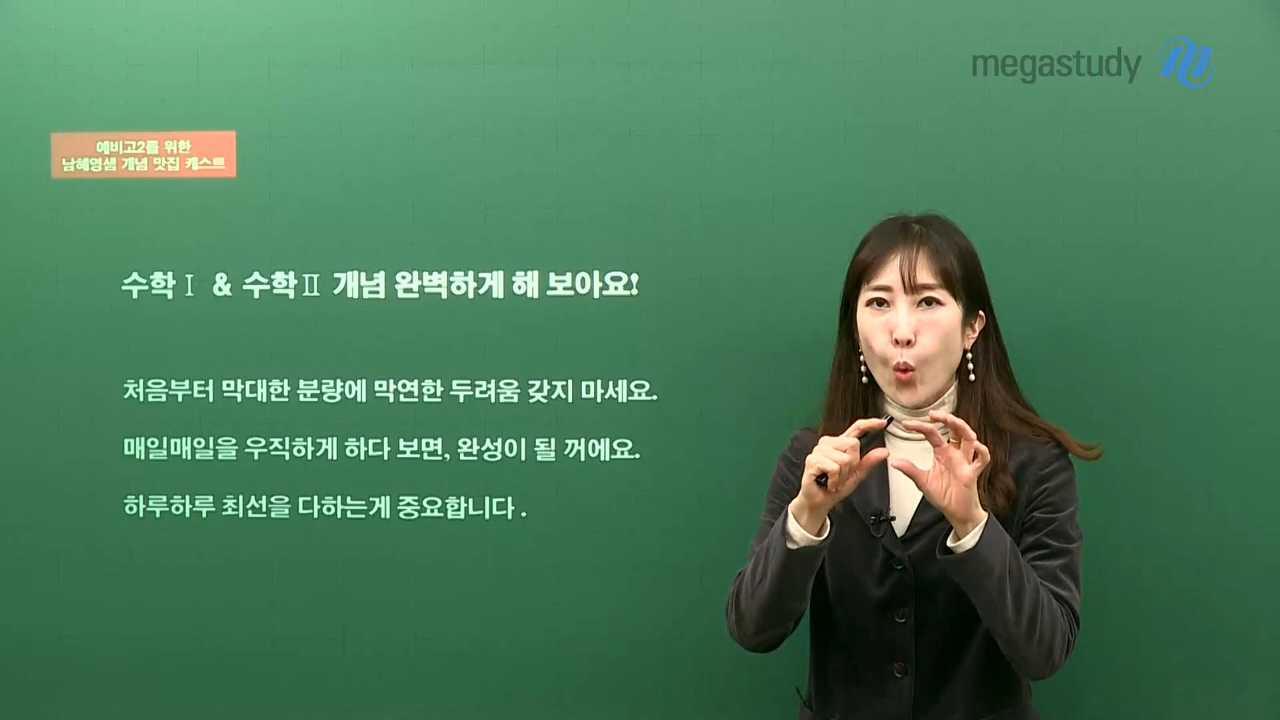 megastudy
예비고2를 위한
남혜영쌤 개념 맛집 캐스트
수학Ⅰ & 수학Ⅱ 개념 완벽하게 해 보아요!
처음부터 막대한 분량에 막연한 두려움 갖지 마세요.
매일매일을 우직하게 하다 보면, 완성이 될 꺼에요.
하루하루 최선을 다하는게 중요합니다.